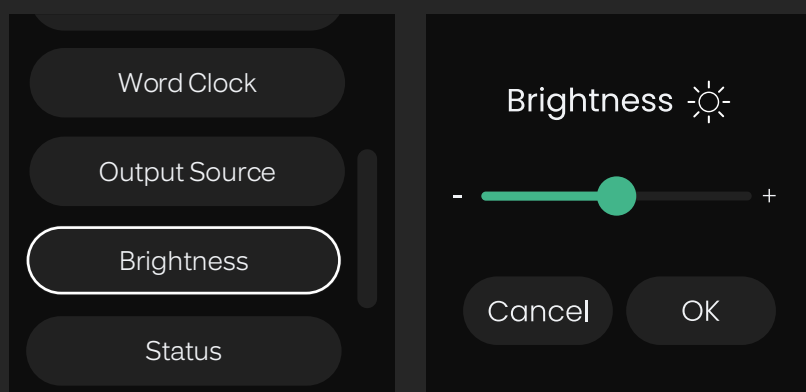 Word Clock
Output Source
Brightness
Status
Brightness
- +
Cancel OK